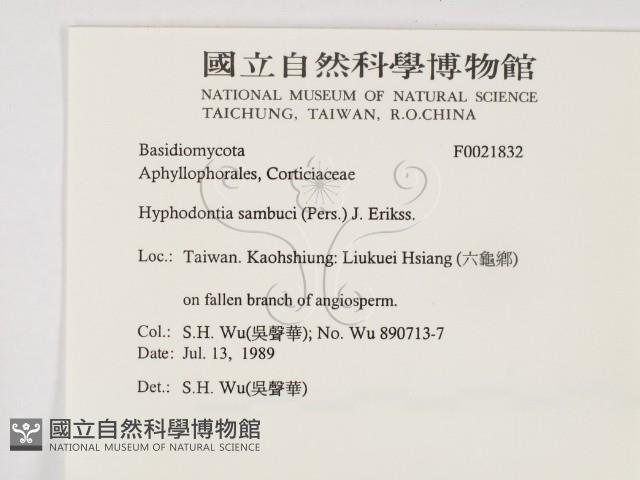 國立自然科學博物館
NATIONAL MUSEUM OF NATURAL SCIENCE
TAICHUNG, TAIWAN, R.O.CHINA
Basidiomycota F0021832
Aphyllophorales, Corticiaceae
Hyphodontia sambuci (Pers.) J. Erikss.
Loc.: Taiwan. Kaohshiung: Liukuei Hsiang (六龜鄉)
on fallen branch of angiosperm.
Col.: S.H. Wu(吳聲華); No. Wu 890713-7
Date: Jul. 13, 1989
Det.: S.H. Wu(吳聲華)
國立自然科學博物館
NATIONAL MUSEUM OF NATURAL SCIENCE